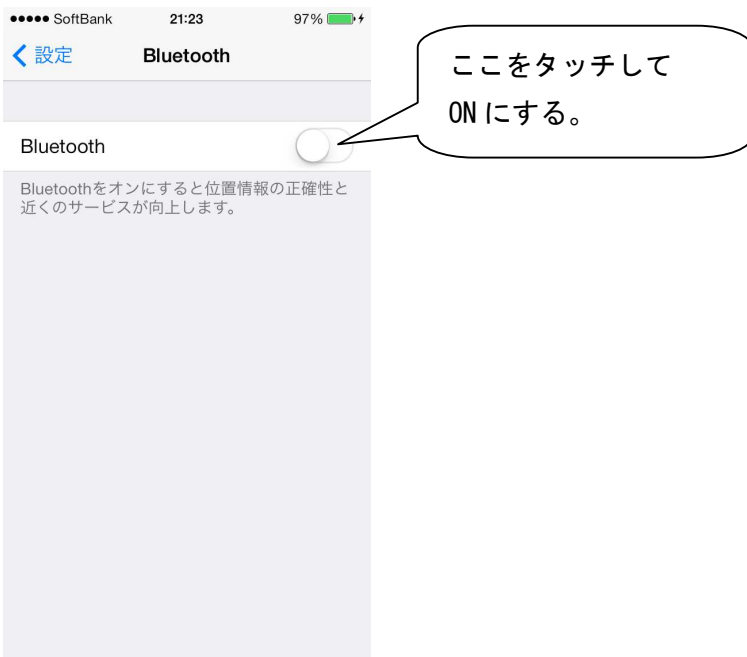 ●●●●● SoftBank 21:23 97%
設定 Bluetooth
Bluetooth
Bluetoothをオンにすると位置情報の正確性と
近くのサービスが向上します。
ここをタッチして
ONにする。